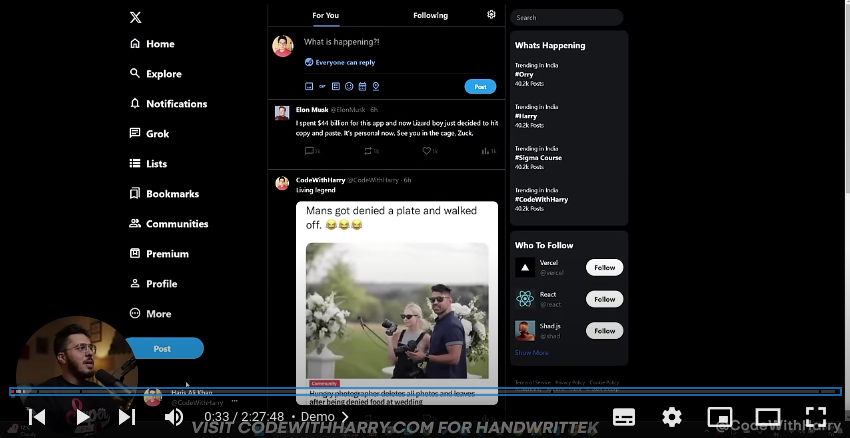 X
Home
Explore
Notifications
Grok
Lists
Bookmarks
Communities
Premium
Profile
More
Post
Haris Ali Khan
@CodeWithHarry
For You
Following
What is happening?!
Everyone can reply
GIF
Post
Elon Musk @ElonMusk · 6h
I spent $44 billion for this app and now Lizard boy just decided to hit
copy and paste. It's personal now. See you in the cage, Zuck.
1k 1k 1k 1k
CodeWithHarry @CodeWithHarry · 6h
Living legend
Mans got denied a plate and walked
off. 😂😂😂
Community
Hungry photographer deletes all photos and leaves
after being denied food at wedding
Search
Whats Happening
Trending in India
#Orry
40.2k Posts
Trending in India
#Harry
40.2k Posts
Trending in India
#Sigma Course
40.2k Posts
Trending in India
#CodeWithHarry
40.2k Posts
Who To Follow
Vercel
@vercel
Follow
React
@react
Follow
Shad.js
@shad
Follow
Show More
Terms of Service Privacy Policy Cookie Policy
0:33 / 2:27:48 • Demo
VISIT CODEWITHHARRY.COM FOR HANDWRITTEK
@CodeWithHarry